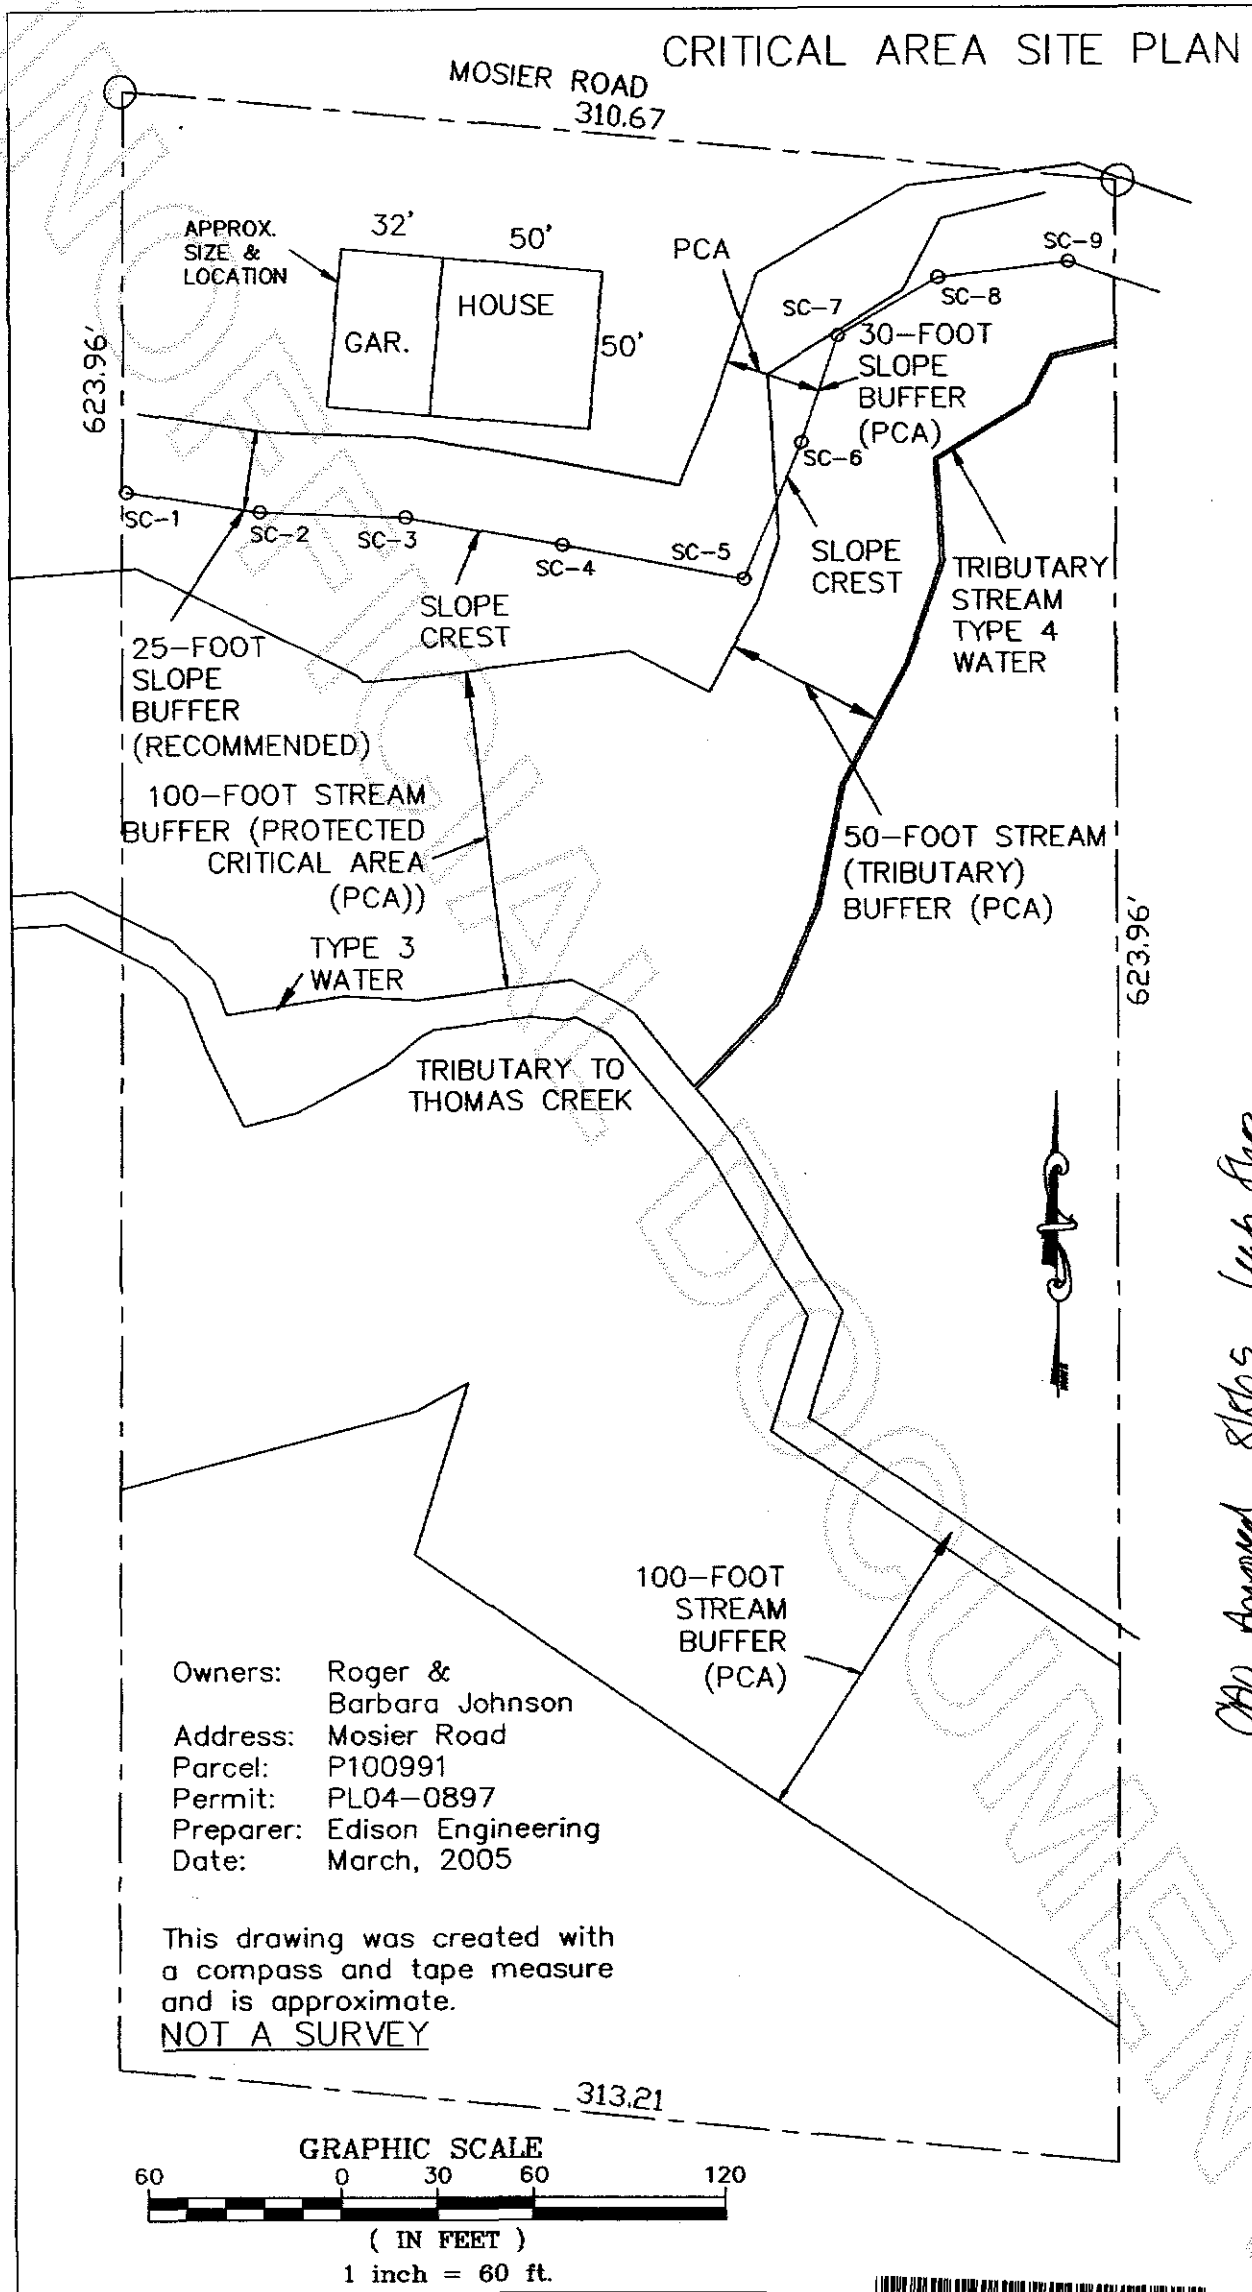 CRITICAL AREA SITE PLAN
MOSIER ROAD
310.67
APPROX.
SIZE &
LOCATION
32'
50'
HOUSE
GAR.
50'
623.96'
PCA
SC-9
SC-8
SC-7
30-FOOT
SLOPE
BUFFER
(PCA)
SC-6
SC-1
SC-2
SC-3
SC-4
SC-5
SLOPE
CREST
SLOPE
CREST
TRIBUTARY
STREAM
TYPE 4
WATER
25-FOOT
SLOPE
BUFFER
(RECOMMENDED)
100-FOOT STREAM
BUFFER (PROTECTED
CRITICAL AREA
(PCA))
50-FOOT STREAM
(TRIBUTARY)
BUFFER (PCA)
623.96'
TYPE 3
WATER
TRIBUTARY TO
THOMAS CREEK
100-FOOT
STREAM
BUFFER
(PCA)
Owners: Roger &
Barbara Johnson
Address: Mosier Road
Parcel: P100991
Permit: PL04-0897
Preparer: Edison Engineering
Date: March, 2005
This drawing was created with
a compass and tape measure
and is approximate.
NOT A SURVEY
313.21
GRAPHIC SCALE
60 0 30 60 120
( IN FEET )
1 inch = 60 ft.
UNOFFICIAL DOCUMENT